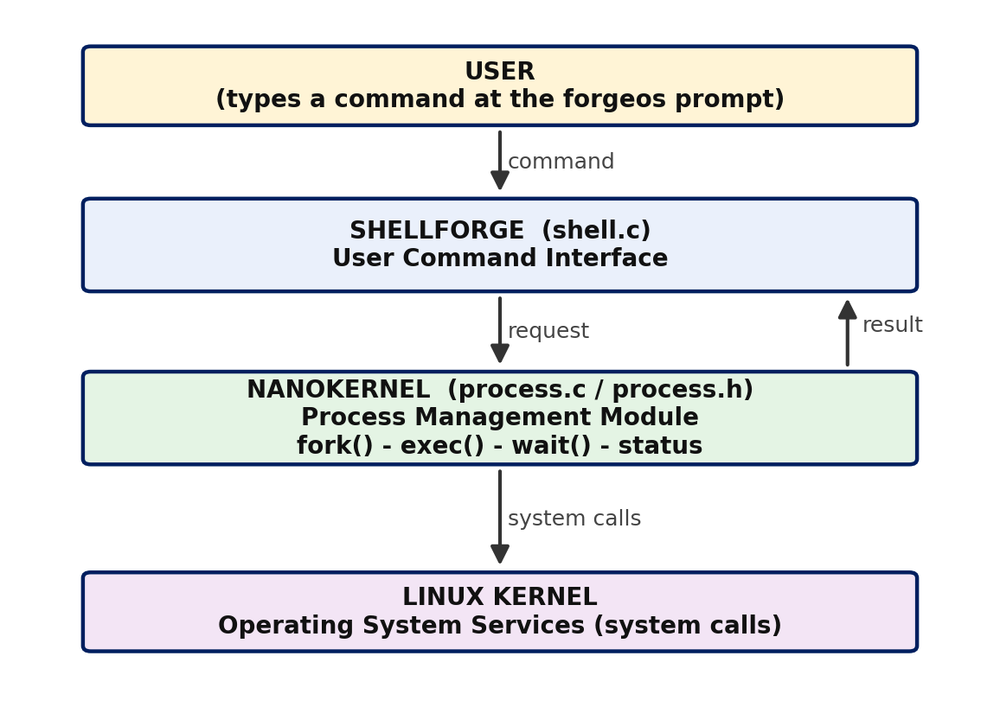 USER
(types a command at the forgeos prompt)
command
SHELLFORGE  (shell.c)
User Command Interface
request
result
NANOKERNEL  (process.c / process.h)
Process Management Module
fork() - exec() - wait() - status
system calls
LINUX KERNEL
Operating System Services (system calls)